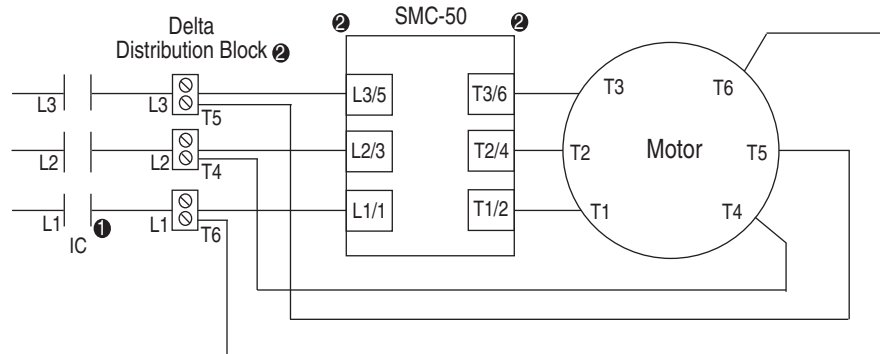 Delta
Distribution Block ❷
❷ SMC-50 ❷
L3 L3 T5 L3/5 T3/6 T3 T6
L2 L2 T4 L2/3 T2/4 T2 Motor T5
L1 IC ❶ L1 T6 L1/1 T1/2 T1 T4